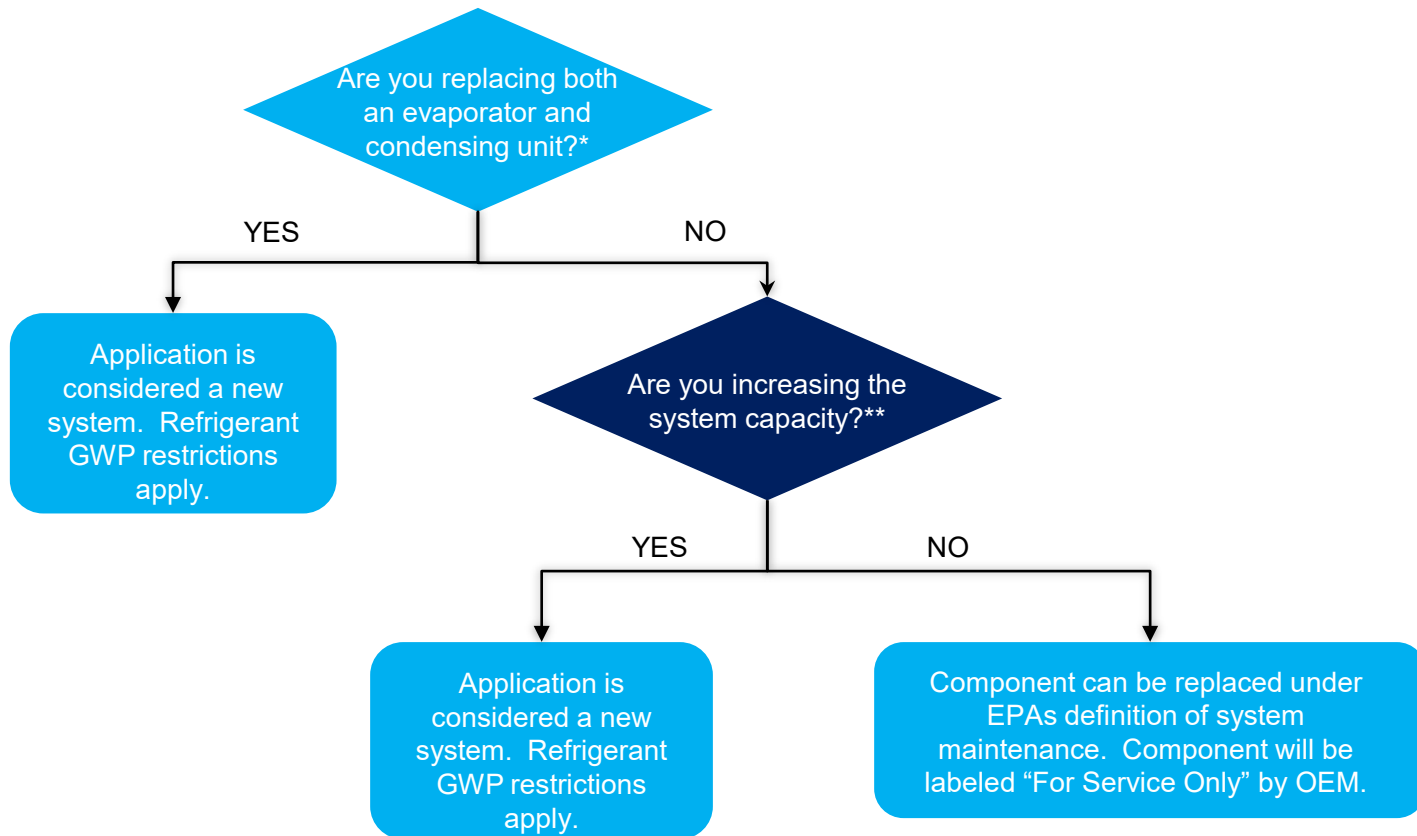 Are you replacing both
an evaporator and
condensing unit?*
YES
NO
Application is
considered a new
system.  Refrigerant
GWP restrictions
apply.
Are you increasing the
system capacity?**
YES
NO
Application is
considered a new
system.  Refrigerant
GWP restrictions
apply.
Component can be replaced under
EPAs definition of system
maintenance.  Component will be
labeled “For Service Only” by OEM.